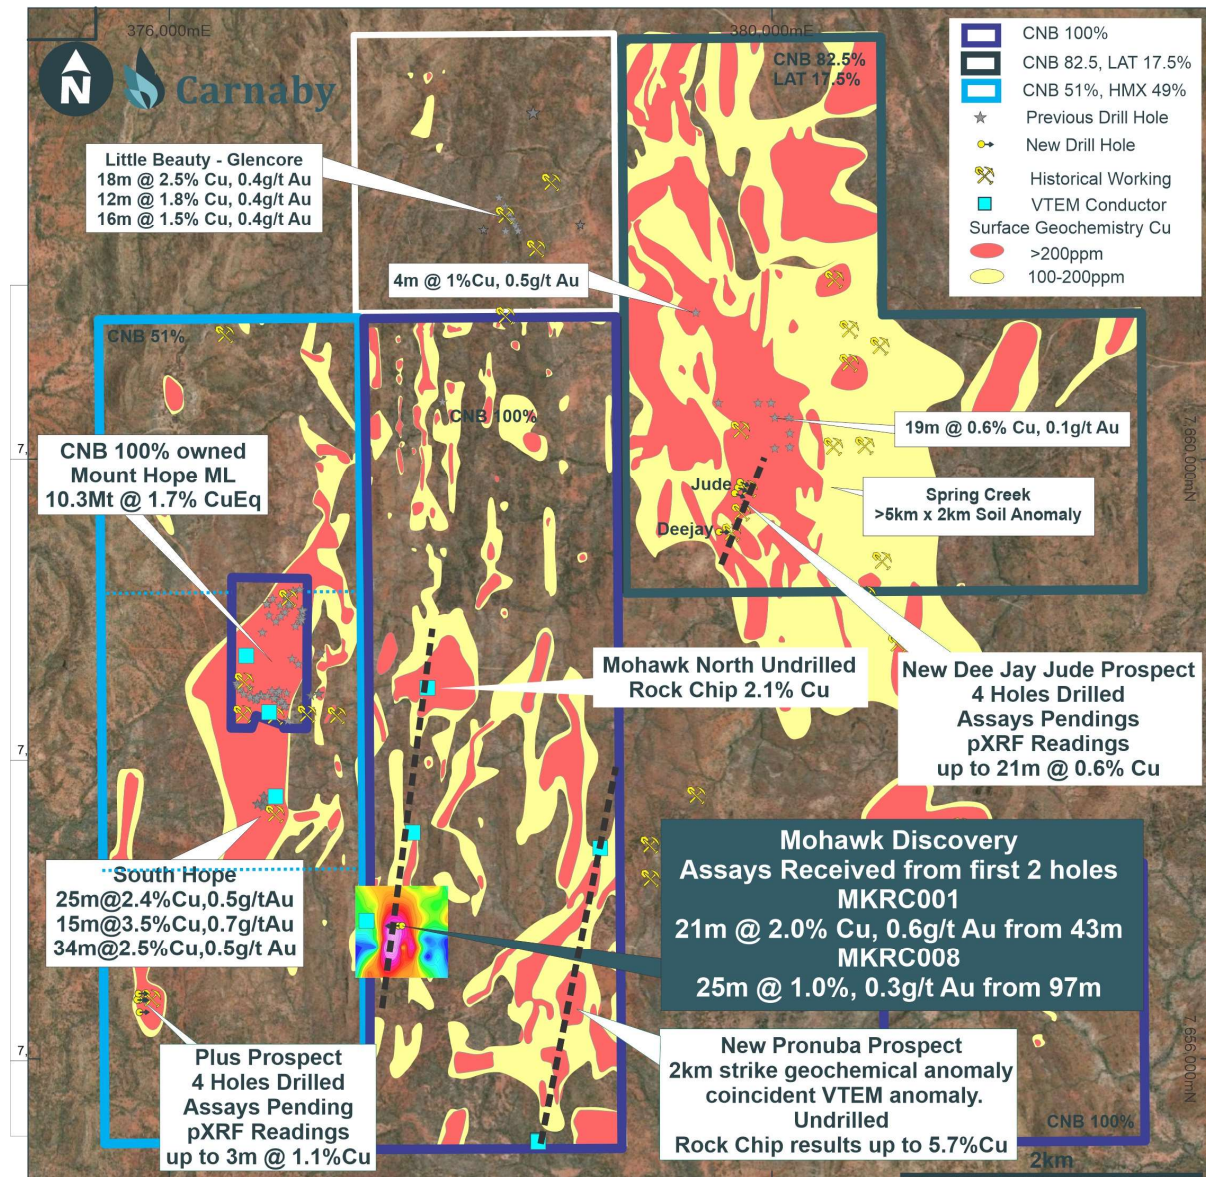 376,000mE
380,000mE
N
Carnaby
CNB 82.5%
LAT 17.5%
CNB 100%
CNB 82.5, LAT 17.5%
CNB 51%, HMX 49%
Previous Drill Hole
New Drill Hole
Historical Working
VTEM Conductor
Surface Geochemistry Cu
>200ppm
100-200ppm
Little Beauty - Glencore
18m @ 2.5% Cu, 0.4g/t Au
12m @ 1.8% Cu, 0.4g/t Au
16m @ 1.5% Cu, 0.4g/t Au
4m @ 1%Cu, 0.5g/t Au
CNB 51%
CNB 100%
19m @ 0.6% Cu, 0.1g/t Au
7,860,000mN
CNB 100% owned
Mount Hope ML
10.3Mt @ 1.7% CuEq
Jude
Deejay
Spring Creek
>5km x 2km Soil Anomaly
Mohawk North Undrilled
Rock Chip 2.1% Cu
New Dee Jay Jude Prospect
4 Holes Drilled
Assays Pendings
pXRF Readings
up to 21m @ 0.6% Cu
7,
7,
7,
South Hope
25m@2.4%Cu,0.5g/tAu
15m@3.5%Cu,0.7g/tAu
34m@2.5%Cu,0.5g/t Au
Mohawk Discovery
Assays Received from first 2 holes
MKRC001
21m @ 2.0% Cu, 0.6g/t Au from 43m
MKRC008
25m @ 1.0%, 0.3g/t Au from 97m
Plus Prospect
4 Holes Drilled
Assays Pending
pXRF Readings
up to 3m @ 1.1%Cu
New Pronuba Prospect
2km strike geochemical anomaly
coincident VTEM anomaly.
Undrilled
Rock Chip results up to 5.7%Cu
7,656,000mN
CNB 100%
2km